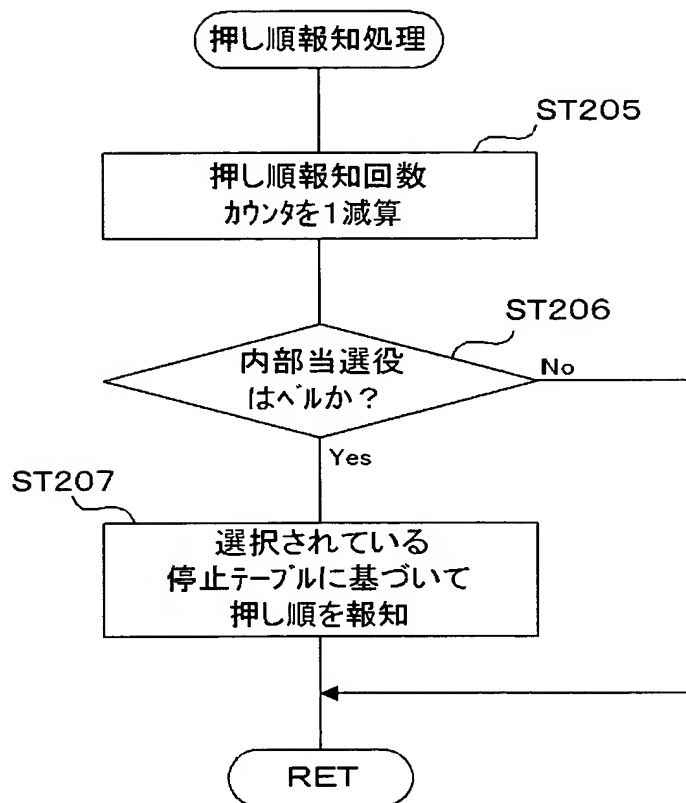 押し順報知処理
ST205
押し順報知回数
カウンタを1減算
ST206
内部当選役
はベルか？
No
Yes
ST207
選択されている
停止テーブルに基づいて
押し順を報知
RET